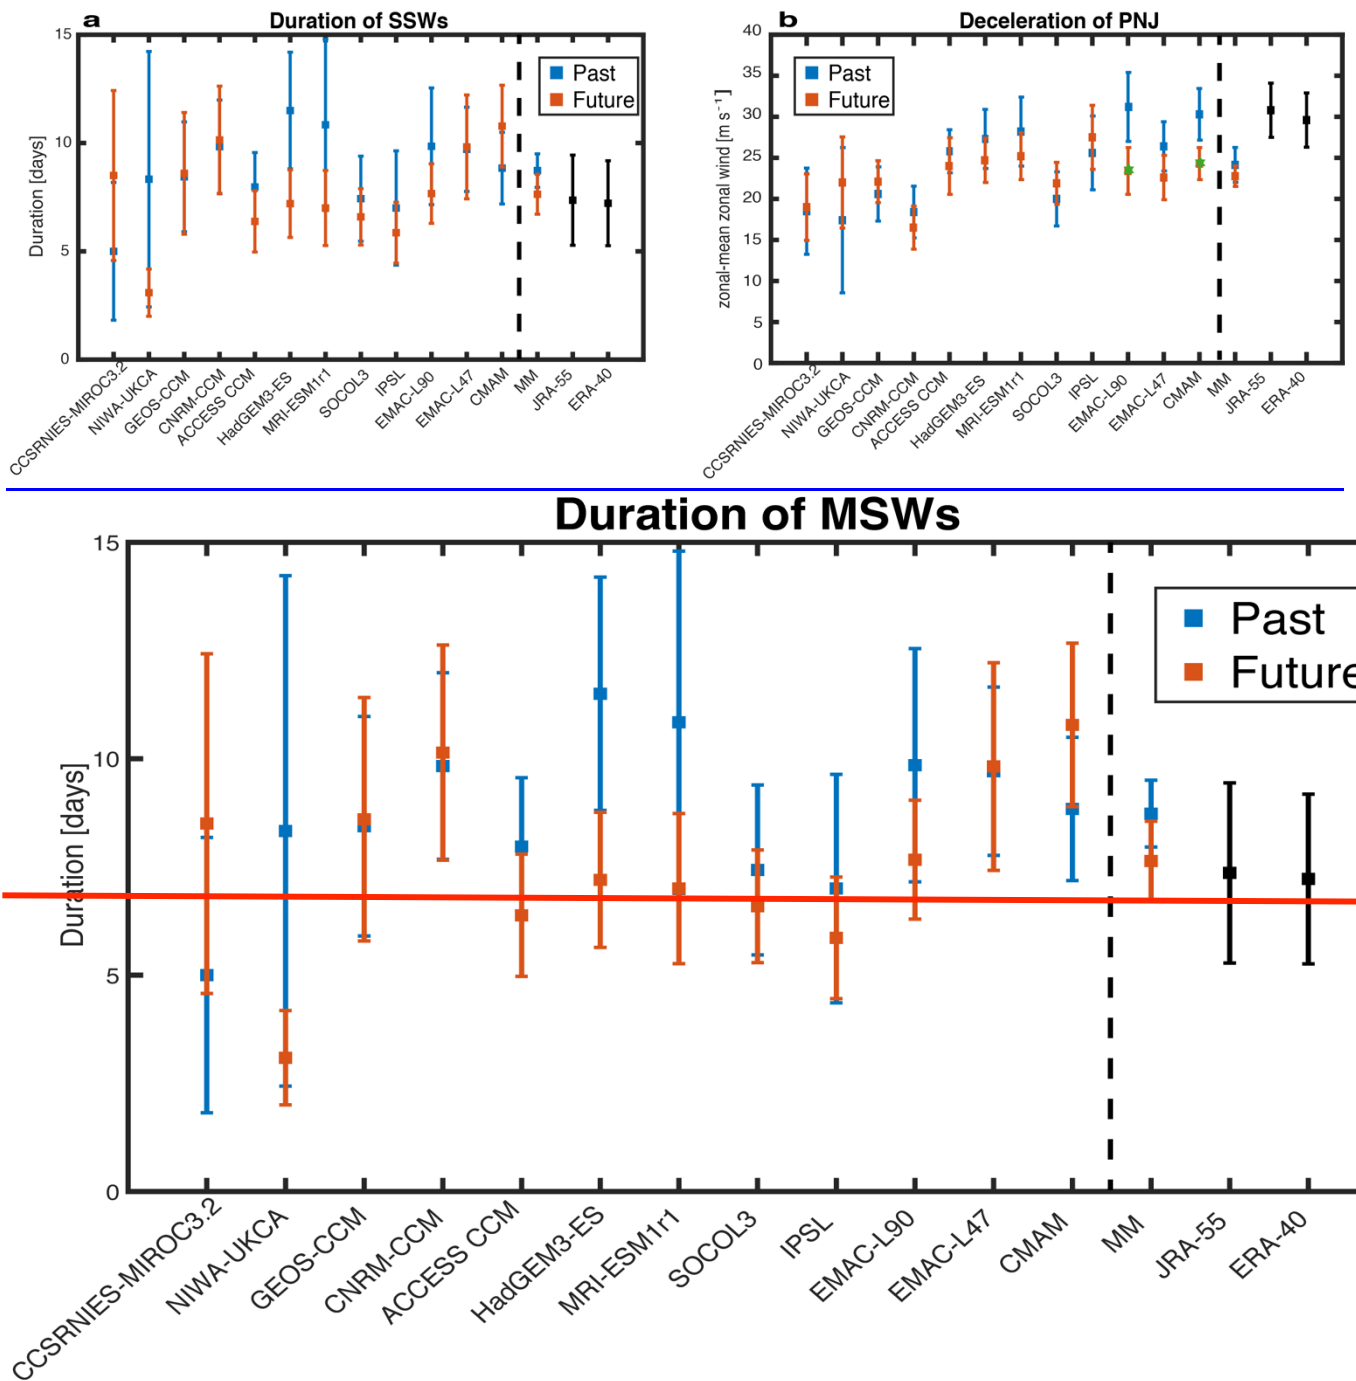 a Duration of SSWs
15
10
5
0
Duration [days]
Past
Future
CCSRNIES-MIROC3.2
NIWA-UKCA
GEOS-CCM
CNRM-CCM
ACCESS CCM
HadGEM3-ES
MRI-ESM1r1
SOCOL3
IPSL
EMAC-L90
EMAC-L47
CMAM
MM
JRA-55
ERA-40
b Deceleration of PNJ
40
35
30
25
20
15
10
5
0
zonal-mean zonal wind [m s⁻¹]
Past
Future
CCSRNIES-MIROC3.2
NIWA-UKCA
GEOS-CCM
CNRM-CCM
ACCESS CCM
HadGEM3-ES
MRI-ESM1r1
SOCOL3
IPSL
EMAC-L90
EMAC-L47
CMAM
MM
JRA-55
ERA-40
Duration of MSWs
15
10
5
0
Duration [days]
Past
Future
CCSRNIES-MIROC3.2
NIWA-UKCA
GEOS-CCM
CNRM-CCM
ACCESS CCM
HadGEM3-ES
MRI-ESM1r1
SOCOL3
IPSL
EMAC-L90
EMAC-L47
CMAM
MM
JRA-55
ERA-40